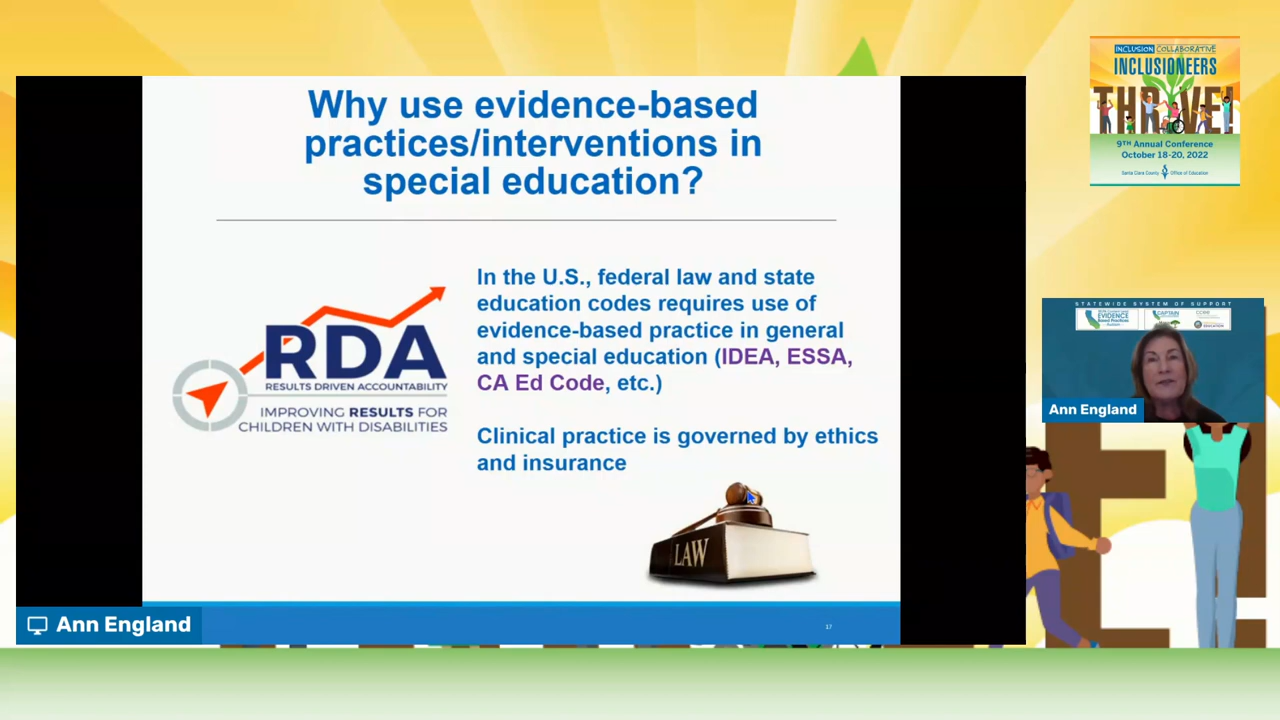 Why use evidence-based
practices/interventions in
special education?
In the U.S., federal law and state
education codes requires use of
evidence-based practice in general
and special education (IDEA, ESSA,
CA Ed Code, etc.)
Clinical practice is governed by ethics
and insurance
RDA
RESULTS DRIVEN ACCOUNTABILITY
IMPROVING RESULTS FOR
CHILDREN WITH DISABILITIES
LAW
17
Ann England
INCLUSION COLLABORATIVE
INCLUSIONEERS
THRIVE!
9TH Annual Conference
October 18-20, 2022
Santa Clara County Office of Education
STATEWIDE SYSTEM OF SUPPORT
EVIDENCE
CAPTAIN
Ann England